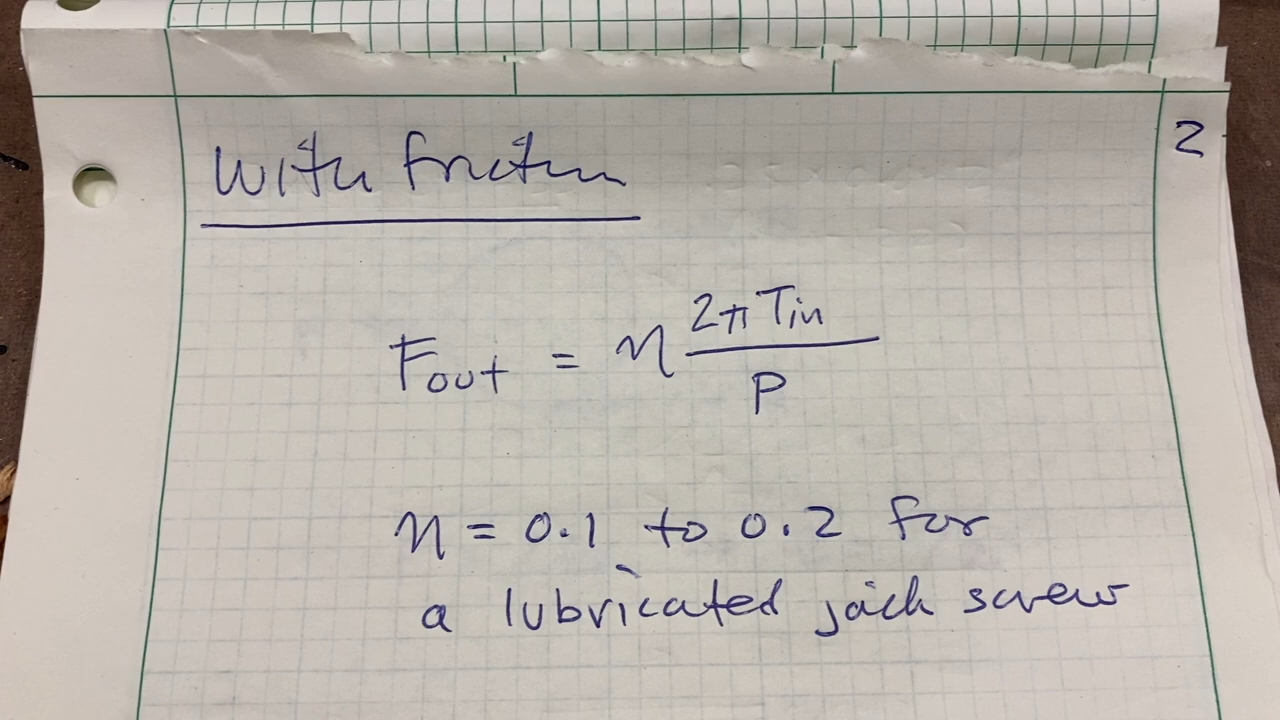 2
With friction
Fout = η 2π Tin / P
η = 0.1 to 0.2 for
a lubricated jack screw